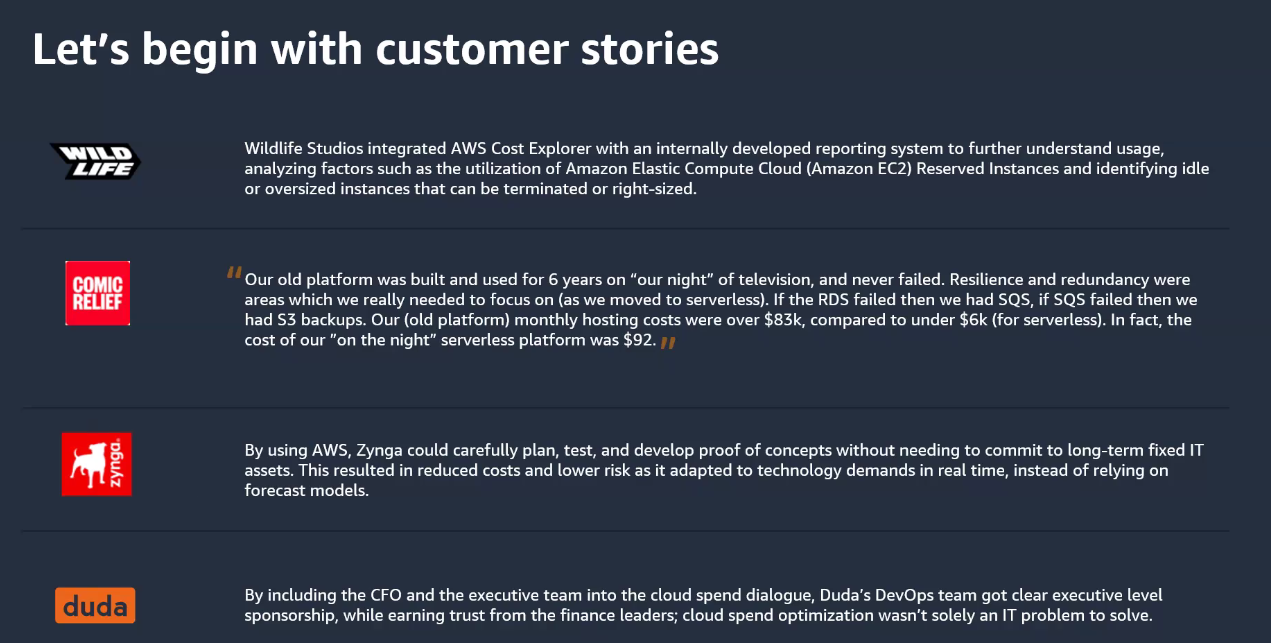 Let’s begin with customer stories
WILD
LIFE
Wildlife Studios integrated AWS Cost Explorer with an internally developed reporting system to further understand usage,
analyzing factors such as the utilization of Amazon Elastic Compute Cloud (Amazon EC2) Reserved Instances and identifying idle
or oversized instances that can be terminated or right-sized.
COMIC
RELIEF
“Our old platform was built and used for 6 years on “our night” of television, and never failed. Resilience and redundancy were
areas which we really needed to focus on (as we moved to serverless). If the RDS failed then we had SQS, if SQS failed then we
had S3 backups. Our (old platform) monthly hosting costs were over $83k, compared to under $6k (for serverless). In fact, the
cost of our ”on the night” serverless platform was $92.”
zynga
By using AWS, Zynga could carefully plan, test, and develop proof of concepts without needing to commit to long-term fixed IT
assets. This resulted in reduced costs and lower risk as it adapted to technology demands in real time, instead of relying on
forecast models.
duda
By including the CFO and the executive team into the cloud spend dialogue, Duda’s DevOps team got clear executive level
sponsorship, while earning trust from the finance leaders; cloud spend optimization wasn’t solely an IT problem to solve.